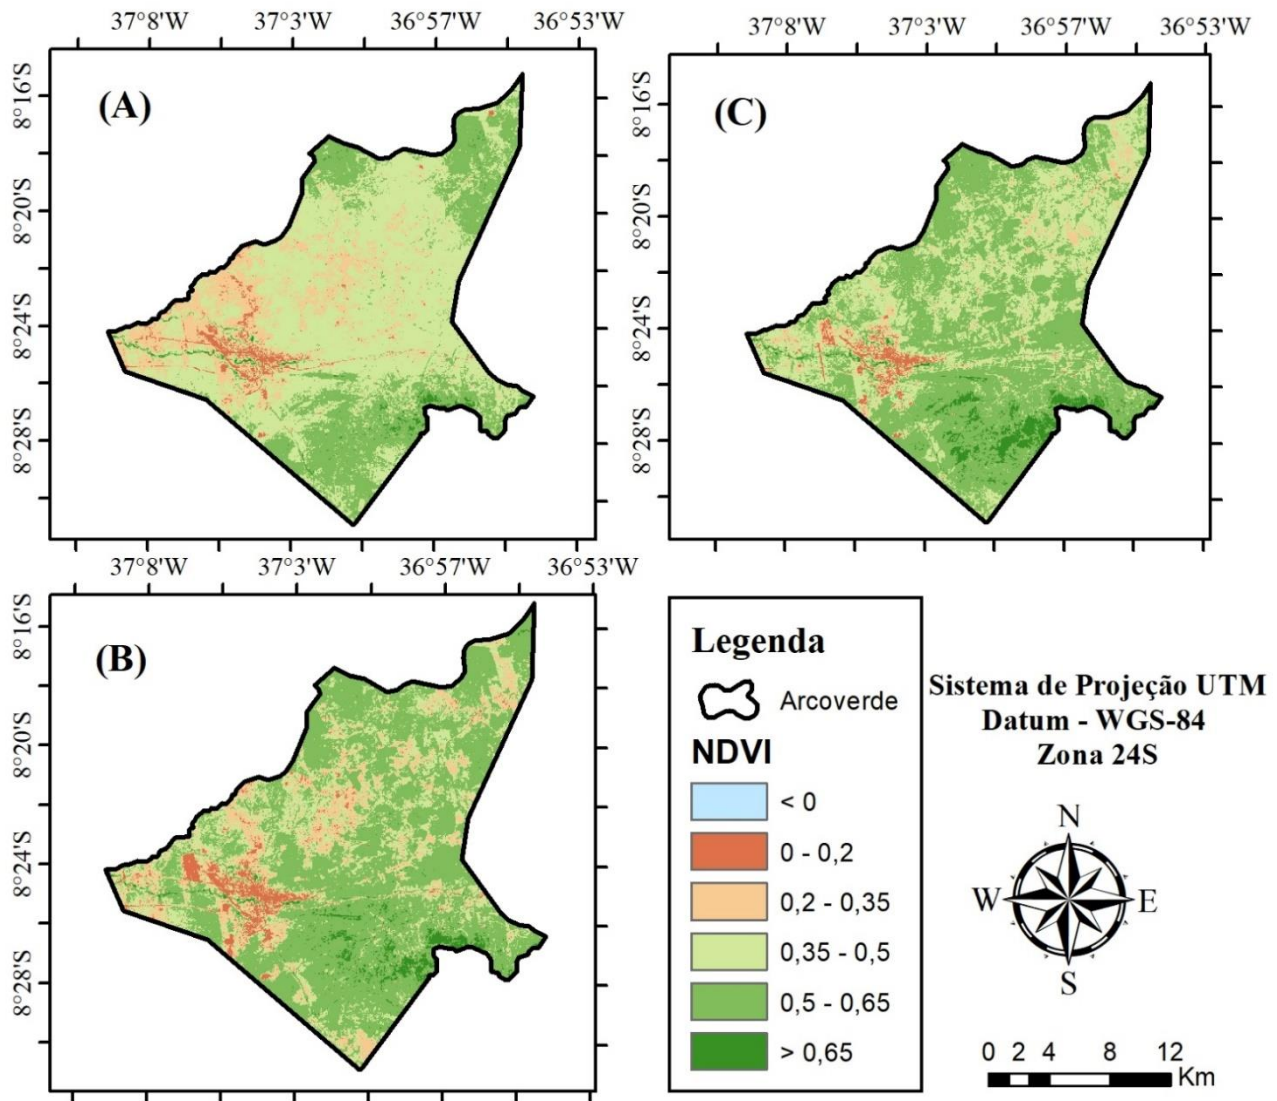 37°8'W 37°3'W 36°57'W 36°53'W
8°16'S
8°20'S
8°24'S
8°28'S
(A)
37°8'W 37°3'W 36°57'W 36°53'W
8°16'S
8°20'S
8°24'S
8°28'S
(C)
37°8'W 37°3'W 36°57'W 36°53'W
8°16'S
8°20'S
8°24'S
8°28'S
(B)
Legenda
Arcoverde
NDVI
< 0
0 - 0,2
0,2 - 0,35
0,35 - 0,5
0,5 - 0,65
> 0,65
Sistema de Projeção UTM
Datum - WGS-84
Zona 24S
N
W E
S
0 2 4 8 12
Km